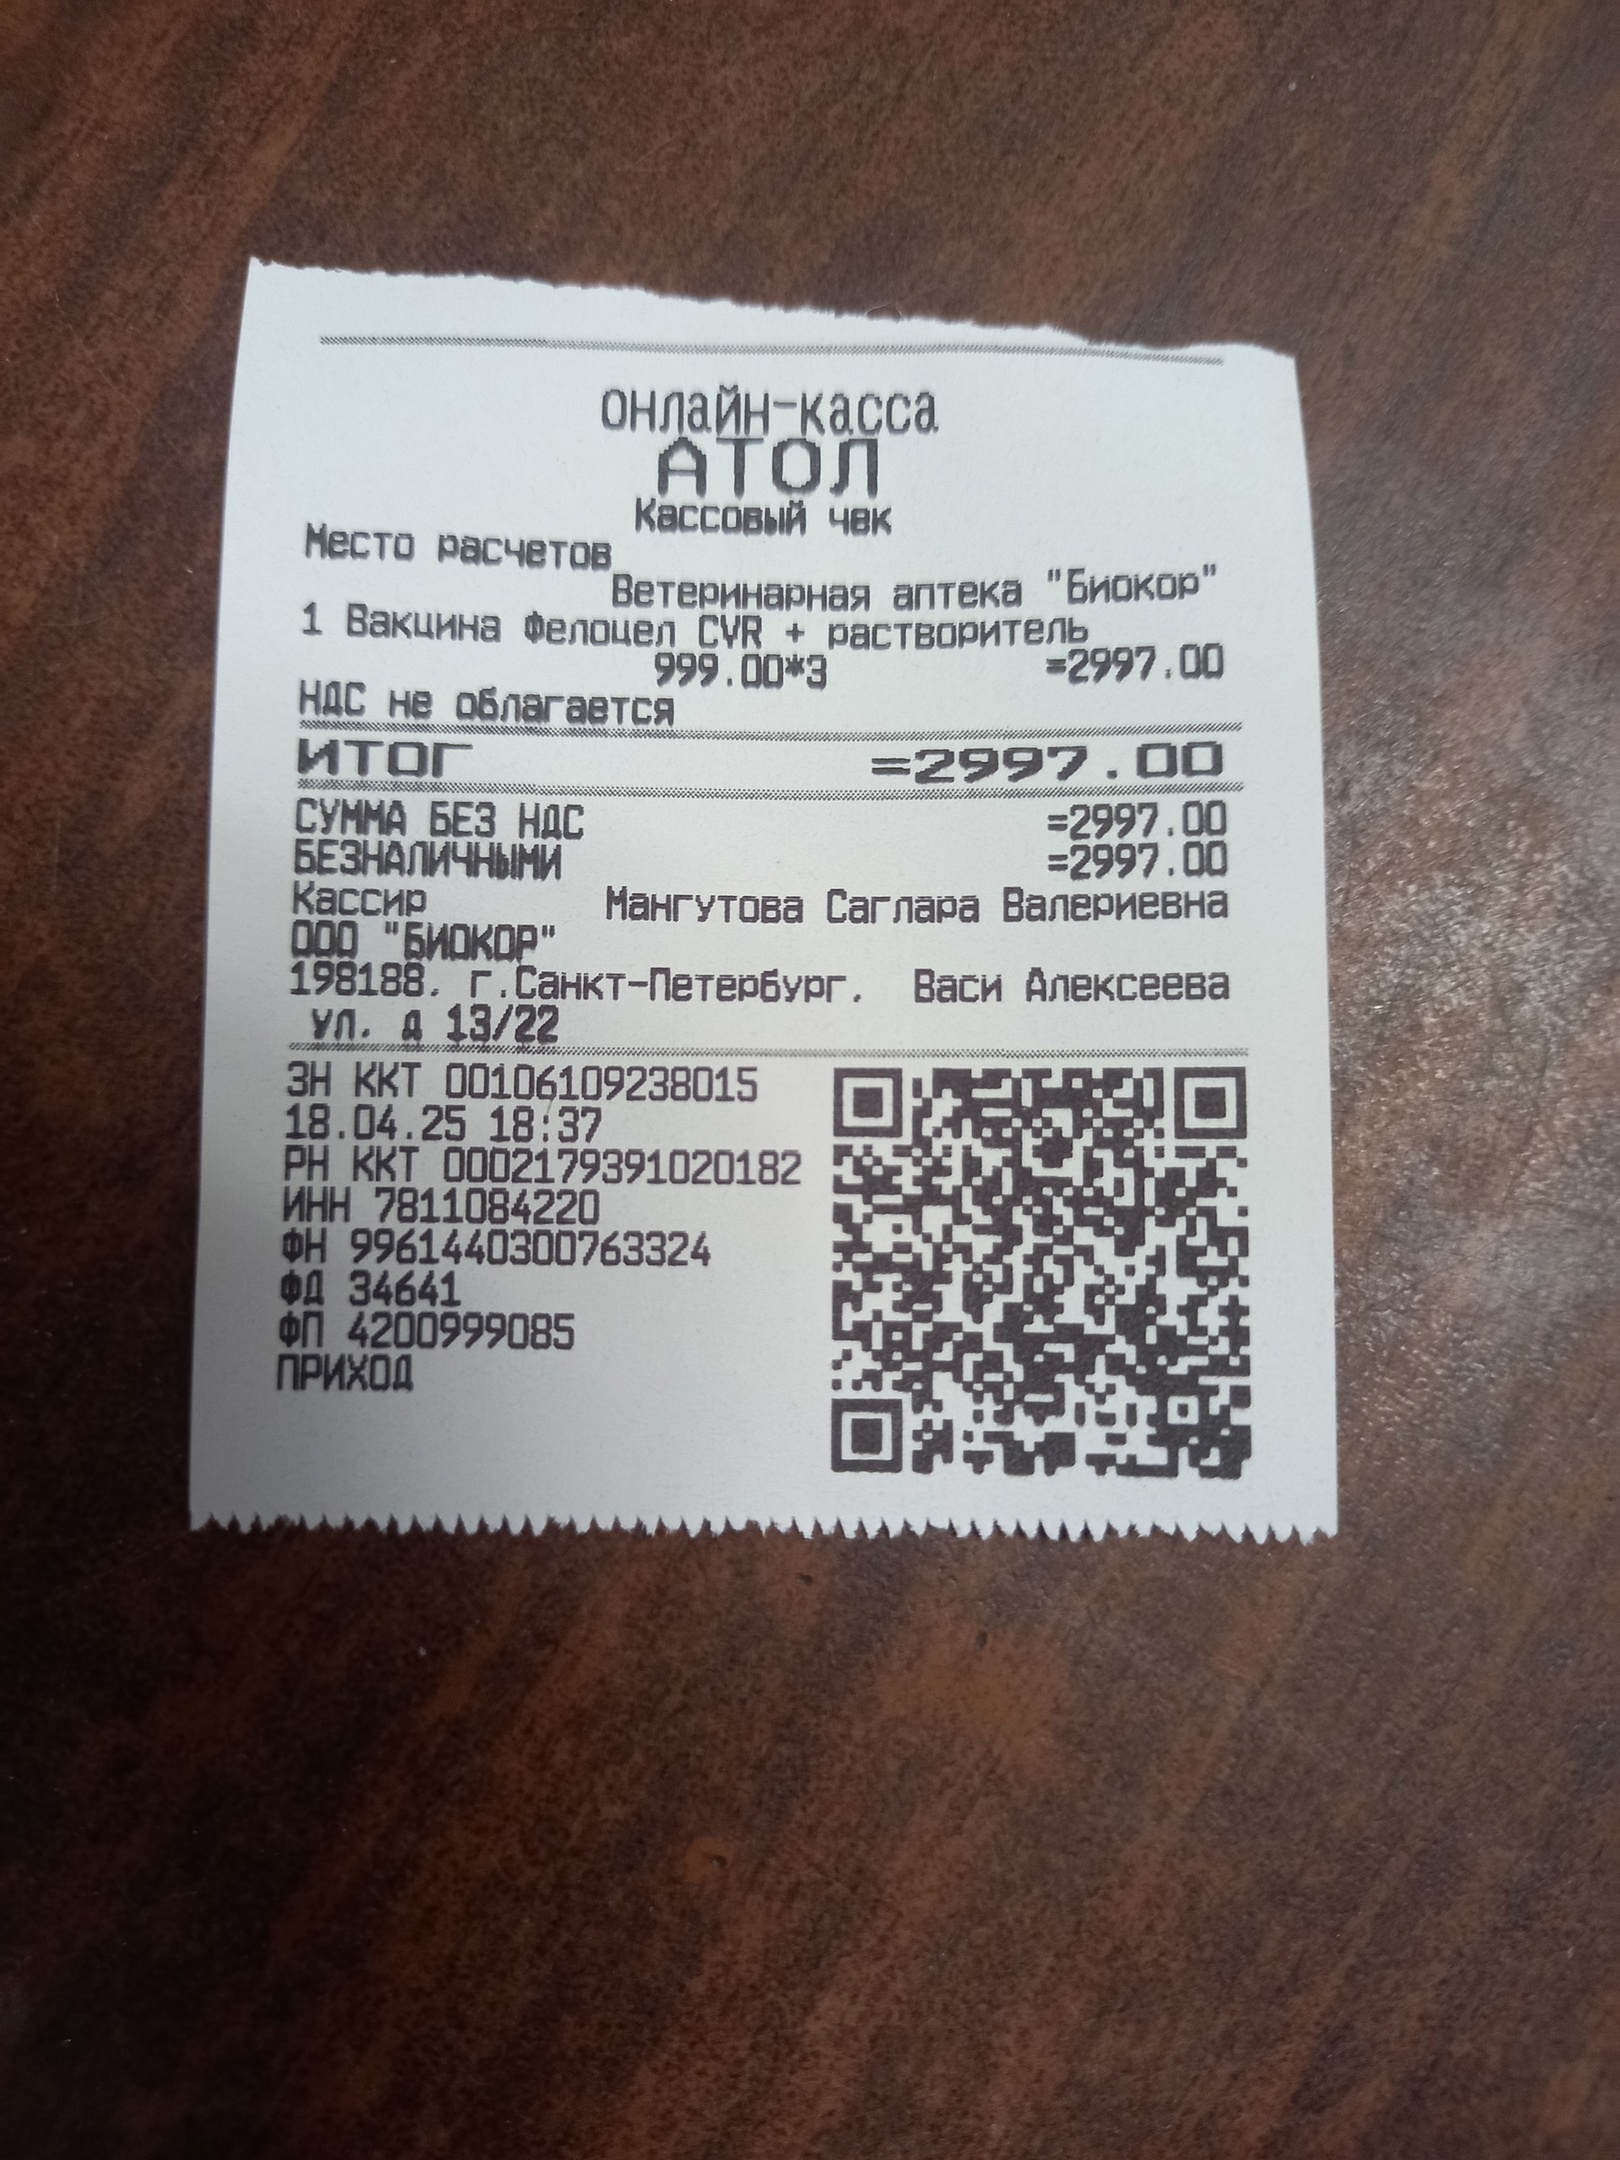 онлайн-касса
АТОЛ
Кассовый чек
Место расчетов
Ветеринарная аптека "Биокор"
1 Вакцина Фелоцел CVR + растворитель
999.00*3 =2997.00
НДС не облагается
ИТОГ =2997.00
СУММА БЕЗ НДС =2997.00
БЕЗНАЛИЧНЫМИ =2997.00
Кассир Мангутова Саглара Валериевна
ООО "БИОКОР"
198188, г.Санкт-Петербург, Васи Алексеева
ул. д 13/22
ЗН ККТ 00106109238015
18.04.25 18:37
РН ККТ 0002179391020182
ИНН 7811084220
ФН 9961440300763324
ФД 34641
ФП 4200999085
ПРИХОД